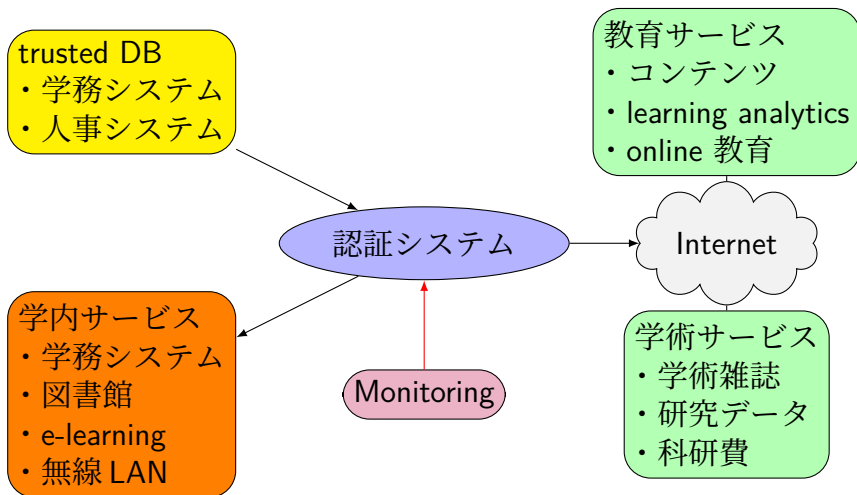 trusted DB
・学務システム
・人事システム
教育サービス
・コンテンツ
・learning analytics
・online 教育
認証システム
Internet
学内サービス
・学務システム
・図書館
・e-learning
・無線 LAN
Monitoring
学術サービス
・学術雑誌
・研究データ
・科研費